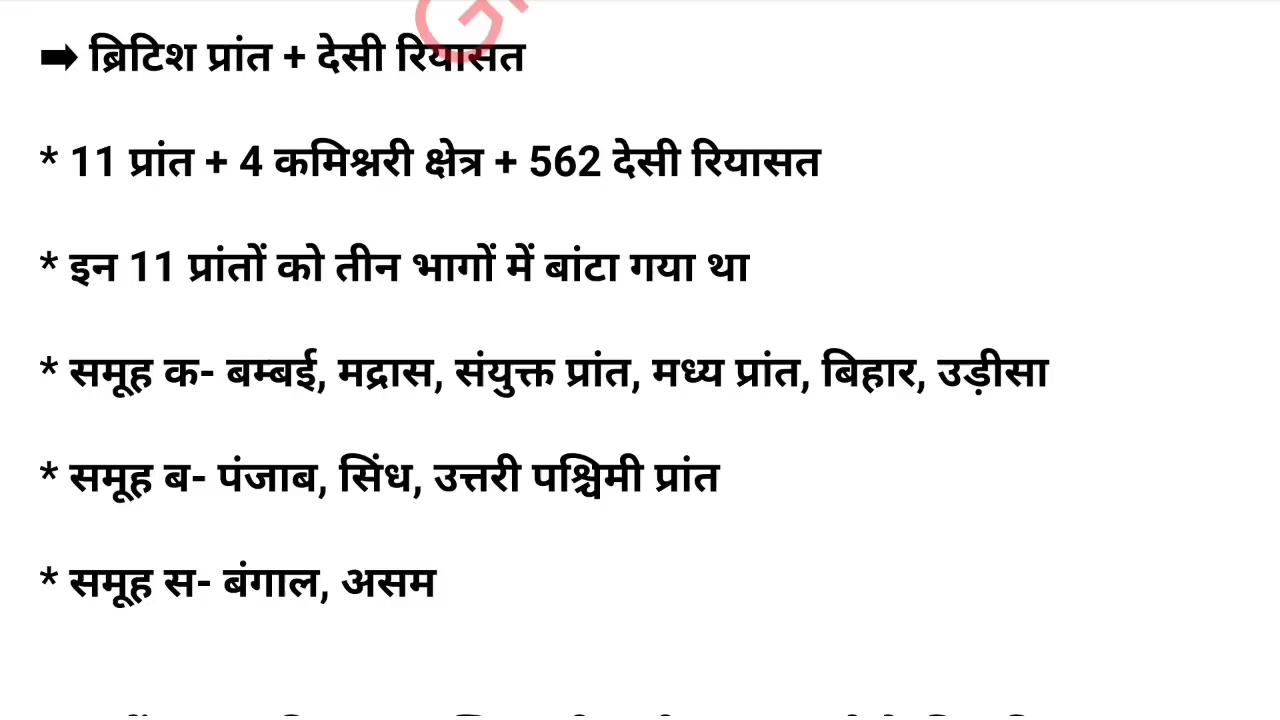 ➡ ब्रिटिश प्रांत + देसी रियासत
* 11 प्रांत + 4 कमिश्नरी क्षेत्र + 562 देसी रियासत
* इन 11 प्रांतों को तीन भागों में बांटा गया था
* समूह क- बम्बई, मद्रास, संयुक्त प्रांत, मध्य प्रांत, बिहार, उड़ीसा
* समूह ब- पंजाब, सिंध, उत्तरी पश्चिमी प्रांत
* समूह स- बंगाल, असम